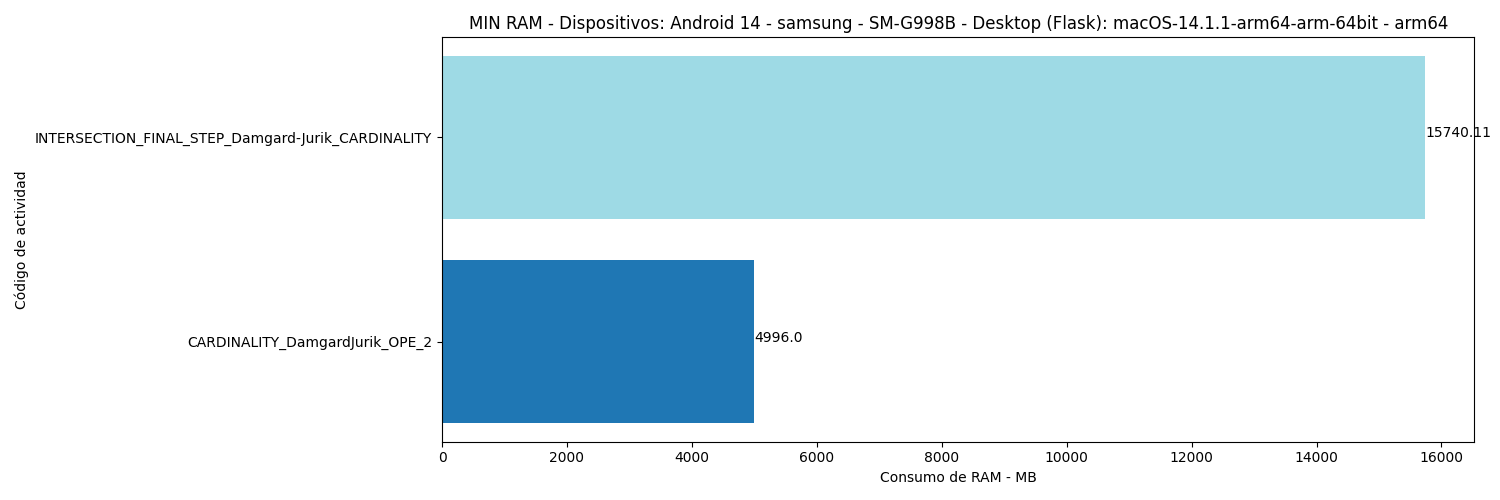 MIN RAM - Dispositivos: Android 14 - samsung - SM-G998B - Desktop (Flask): macOS-14.1.1-arm64-arm-64bit - arm64
Código de actividad
INTERSECTION_FINAL_STEP_Damgard-Jurik_CARDINALITY
15740.11
CARDINALITY_DamgardJurik_OPE_2
4996.0
0 2000 4000 6000 8000 10000 12000 14000 16000
Consumo de RAM - MB